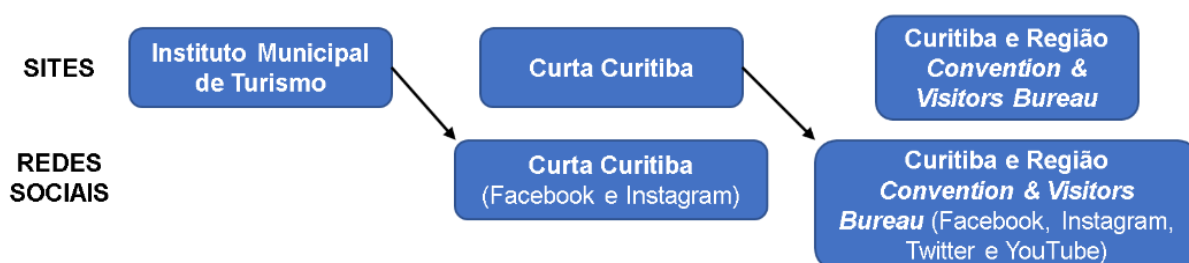 SITES
Instituto Municipal
de Turismo
Curta Curitiba
Curitiba e Região
Convention &
Visitors Bureau
REDES
SOCIAIS
Curta Curitiba
(Facebook e Instagram)
Curitiba e Região
Convention & Visitors
Bureau (Facebook, Instagram,
Twitter e YouTube)